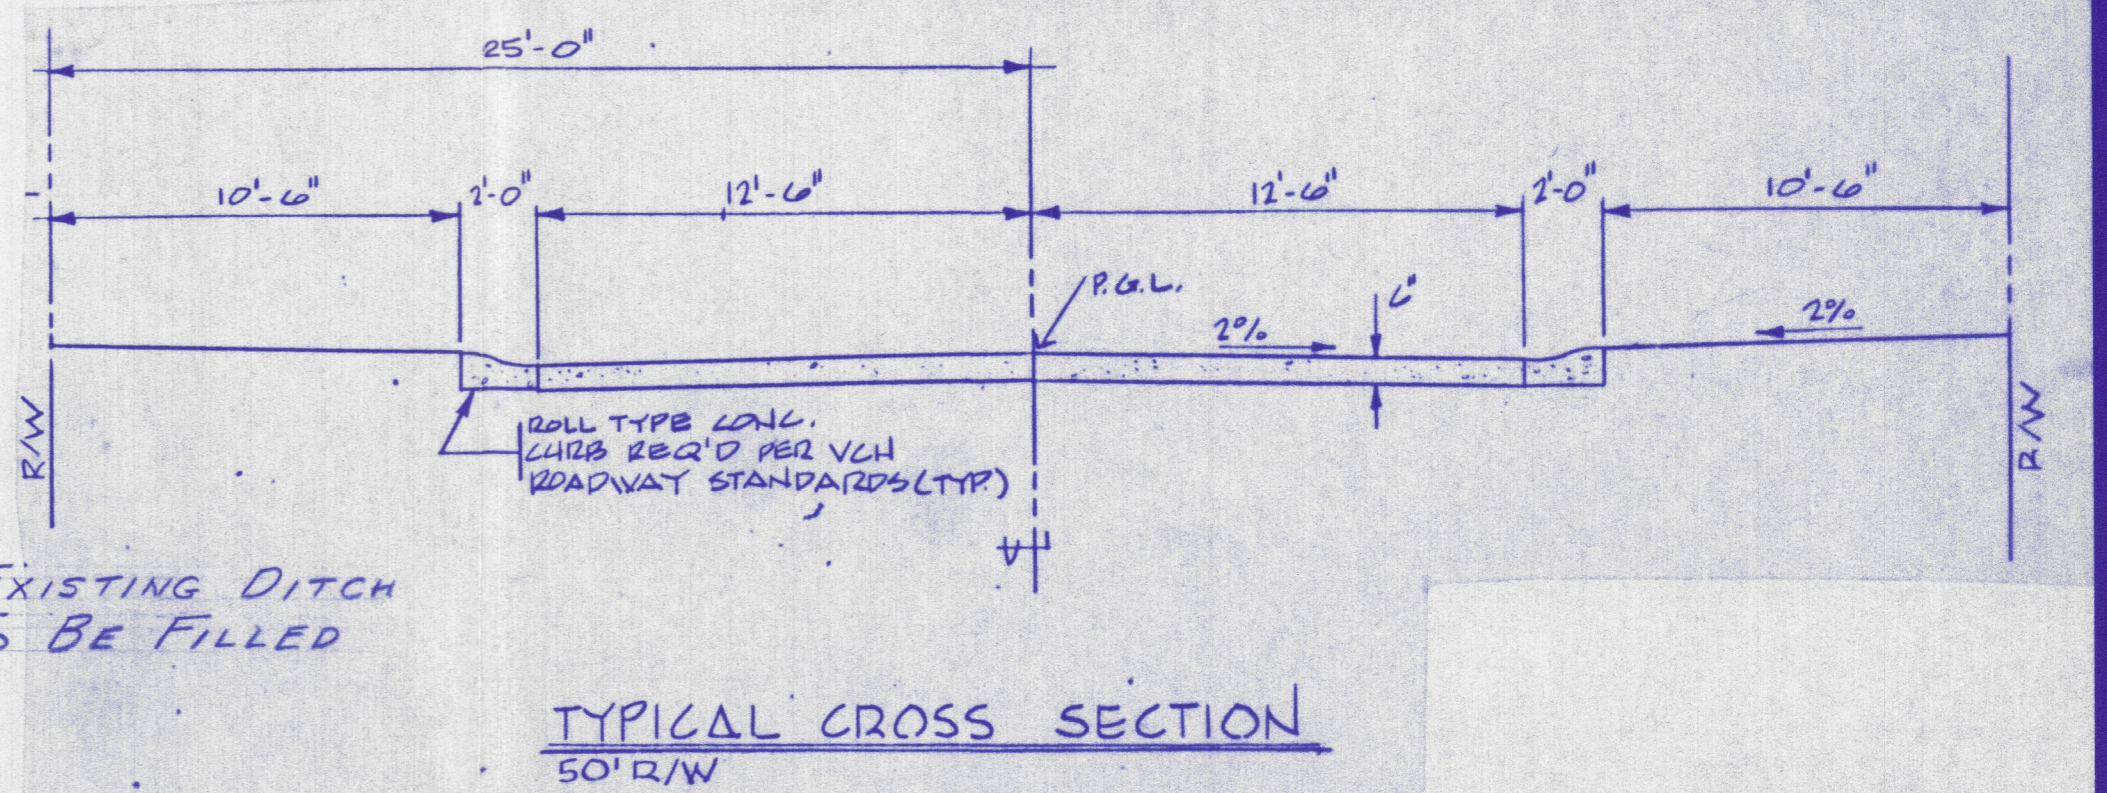 25'-0"
10'-6"
2'-0"
12'-6"
12'-6"
2'-0"
10'-6"
P.G.L.
6"
2%
2%
R/W
R/W
ROLL TYPE CONC.
CURB REQ'D PER VCH
ROADWAY STANDARDS (TYP.)
EXISTING DITCH
BE FILLED
TYPICAL CROSS SECTION
50' R/W